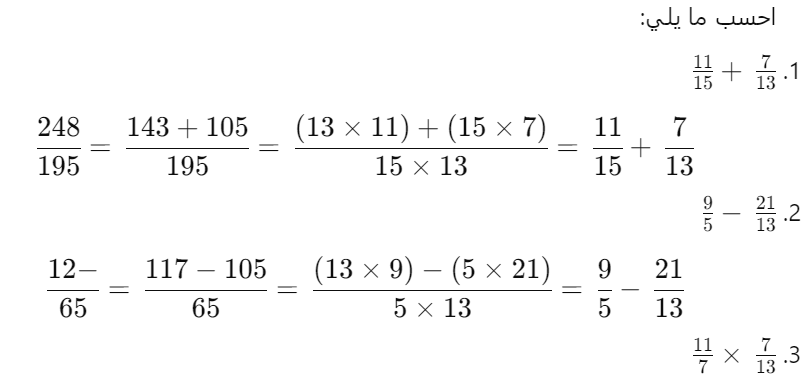 احسب ما يلي:
1. 7/13 + 11/15
7/13 + 11/15 = ((7 × 15) + (11 × 13))/(13 × 15) = (105 + 143)/195 = 248/195
2. 21/13 − 9/5
21/13 − 9/5 = ((21 × 5) − (9 × 13))/(13 × 5) = (105 − 117)/65 = −12/65
3. 7/13 × 11/7